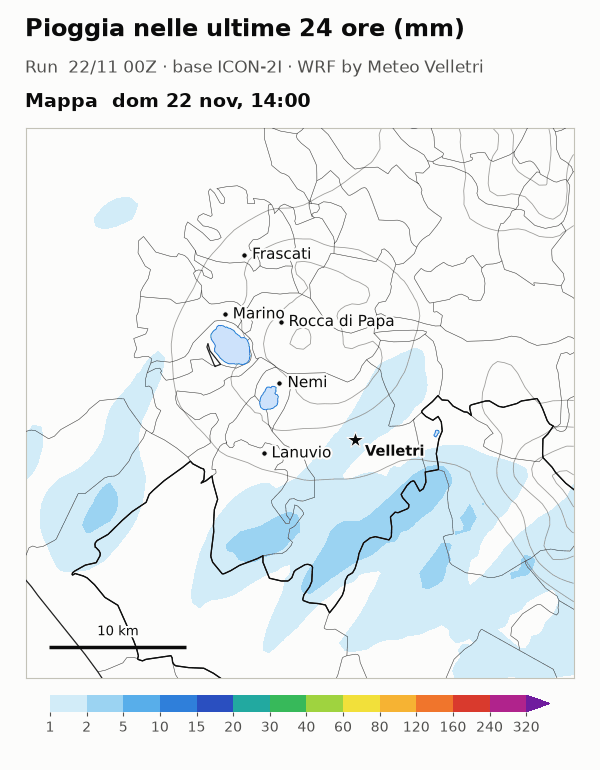 Pioggia nelle ultime 24 ore (mm)
Run  22/11 00Z · base ICON-2I · WRF by Meteo Velletri
Mappa  dom 22 nov, 14:00
Frascati
Marino
Rocca di Papa
Nemi
Velletri
Lanuvio
10 km
1 2 5 10 15 20 30 40 60 80 120 160 240 320